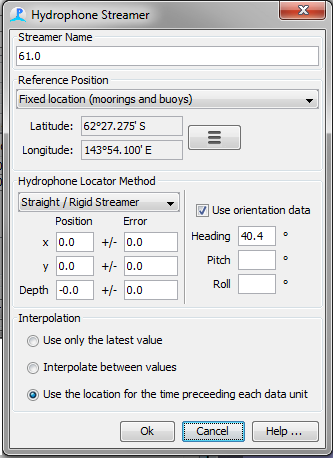 Hydrophone Streamer
Streamer Name
61.0
Reference Position
Fixed location (moorings and buoys)
Latitude: 62°27.275' S
Longitude: 143°54.100' E
Hydrophone Locator Method
Straight / Rigid Streamer
Use orientation data
Position Error
Heading 40.4 °
x 0.0 +/- 0.0
Pitch °
y 0.0 +/- 0.0
Roll °
Depth -0.0 +/- 0.0
Interpolation
Use only the latest value
Interpolate between values
Use the location for the time preceeding each data unit
Ok Cancel Help ...